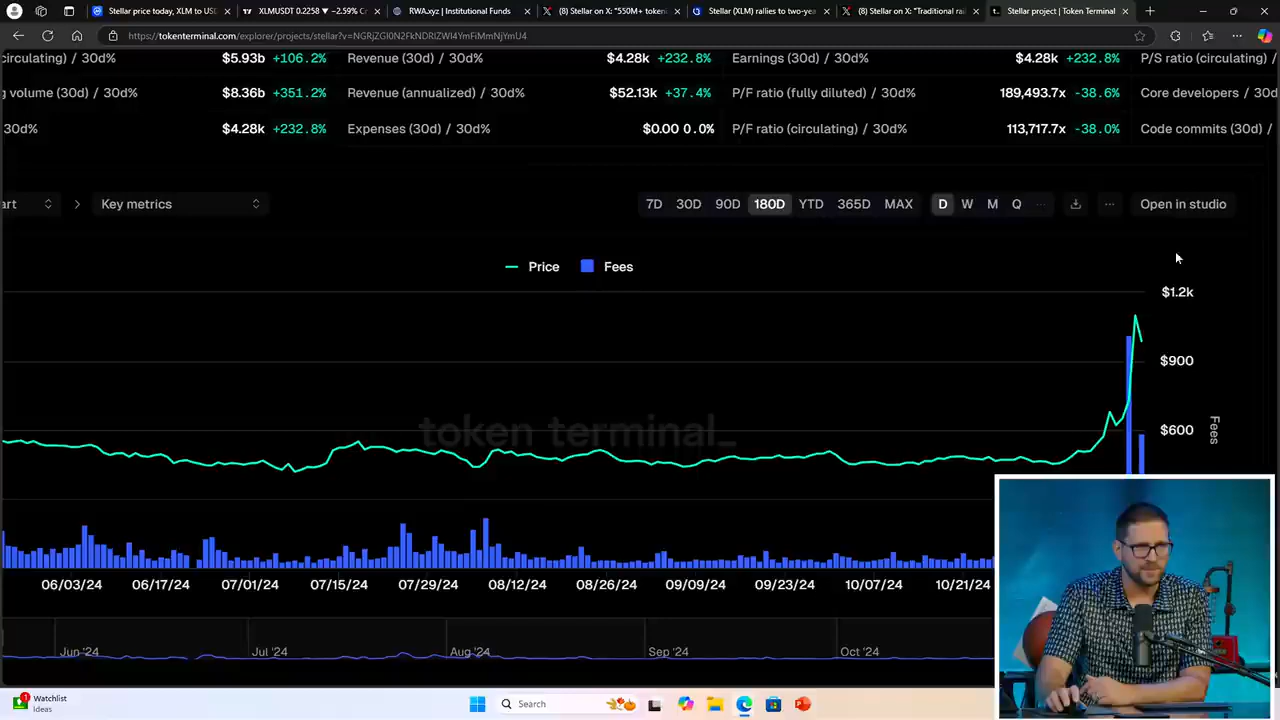 Stellar price today, XLM to USD
XLMUSDT 0.2258 ▼ −2.59%
RWA.xyz | Institutional Funds
(8) Stellar on X: "550M+ token
Stellar (XLM) rallies to two-year
(8) Stellar on X: "Traditional rai
Stellar project | Token Terminal
https://tokenterminal.com/explorer/projects/stellar?v=NGRjZGI0N2FkNDRlZWI4YmFiMmNjYmU4
circulating) / 30d% $5.93b +106.2% Revenue (30d) / 30d% $4.28k +232.8% Earnings (30d) / 30d% $4.28k +232.8% P/S ratio (circulating) /
g volume (30d) / 30d% $8.36b +351.2% Revenue (annualized) / 30d% $52.13k +37.4% P/F ratio (fully diluted) / 30d% 189,493.7x -38.6% Core developers / 30d
30d% $4.28k +232.8% Expenses (30d) / 30d% $0.00 0.0% P/F ratio (circulating) / 30d% 113,717.7x -38.0% Code commits (30d) /
art > Key metrics 7D 30D 90D 180D YTD 365D MAX D W M Q ... ... Open in studio
Price Fees
$1.2k
$900
$600
Fees
token terminal_
06/03/24 06/17/24 07/01/24 07/15/24 07/29/24 08/12/24 08/26/24 09/09/24 09/23/24 10/07/24 10/21/24
Jun '24 Jul '24 Aug '24 Sep '24 Oct '24
1
Watchlist
Ideas
Search